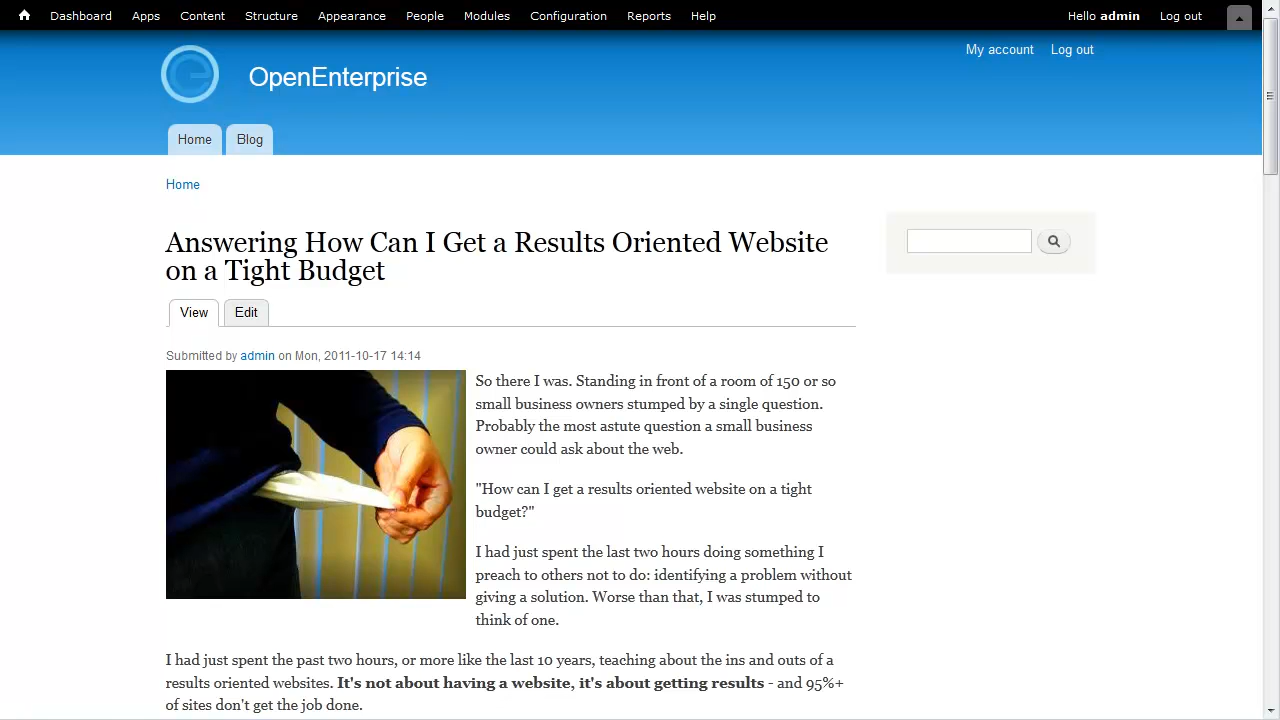 Dashboard Apps Content Structure Appearance People Modules Configuration Reports Help Hello admin Log out
My account Log out
OpenEnterprise
Home Blog
Home
Answering How Can I Get a Results Oriented Website
on a Tight Budget
View Edit
Submitted by admin on Mon, 2011-10-17 14:14
So there I was. Standing in front of a room of 150 or so
small business owners stumped by a single question.
Probably the most astute question a small business
owner could ask about the web.
"How can I get a results oriented website on a tight
budget?"
I had just spent the last two hours doing something I
preach to others not to do: identifying a problem without
giving a solution. Worse than that, I was stumped to
think of one.
I had just spent the past two hours, or more like the last 10 years, teaching about the ins and outs of a
results oriented websites. It's not about having a website, it's about getting results - and 95%+
of sites don't get the job done.